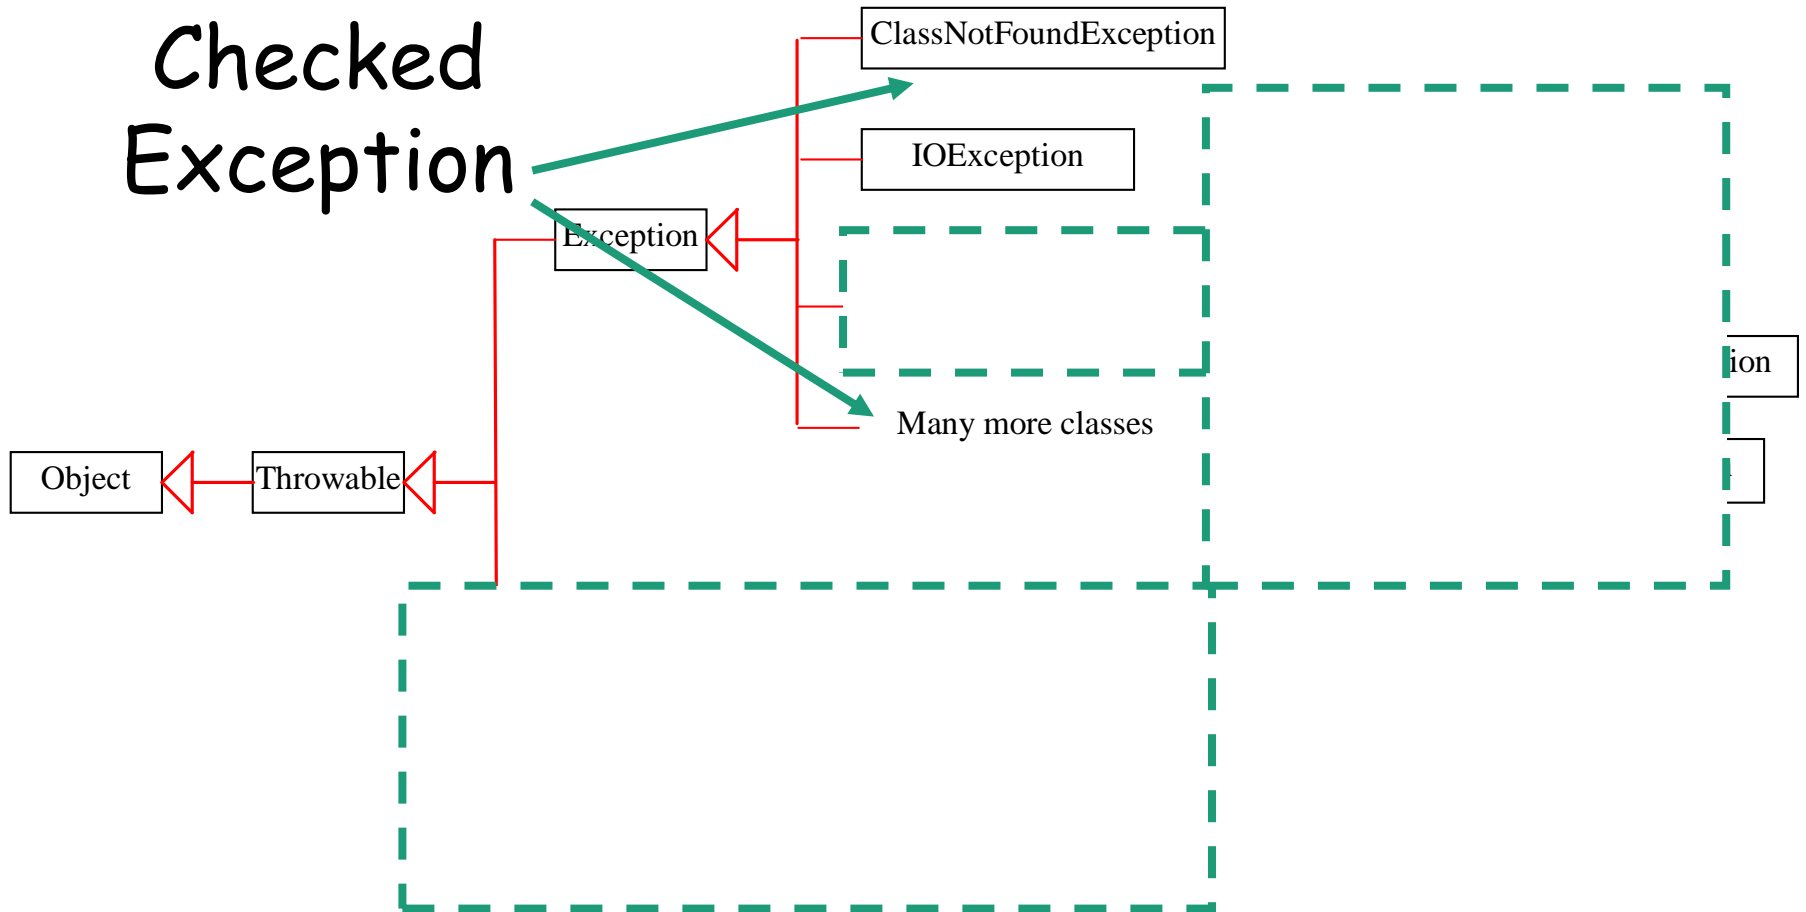 Checked
Exception
ClassNotFoundException
IOException
Exception
ion
Many more classes
Object
Throwable